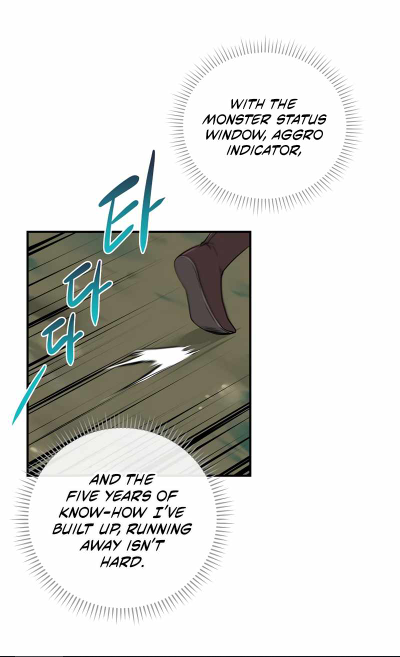 WITH THE
MONSTER STATUS
WINDOW, AGGRO
INDICATOR,
타
다
다
AND THE
FIVE YEARS OF
KNOW-HOW I'VE
BUILT UP, RUNNING
AWAY ISN'T
HARD.